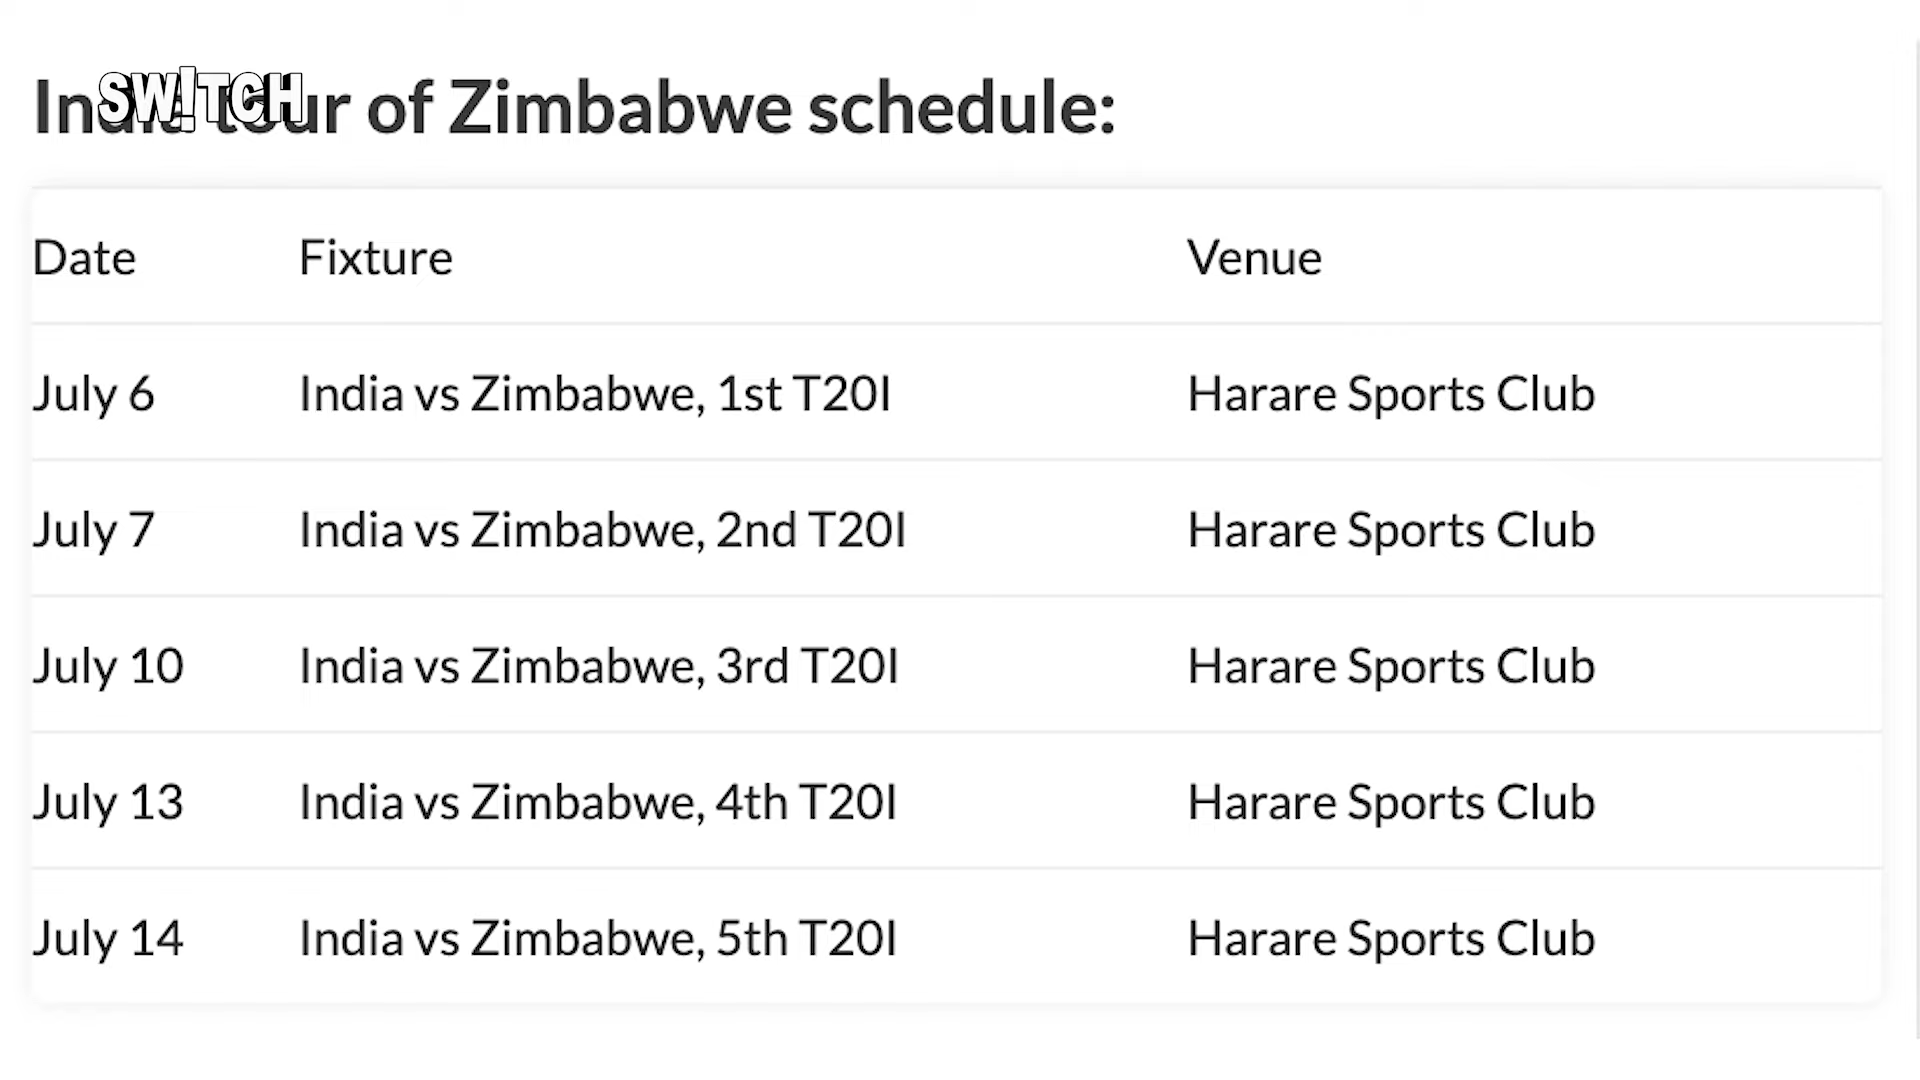 SW!TCH
India tour of Zimbabwe schedule:
Date Fixture Venue
July 6 India vs Zimbabwe, 1st T20I Harare Sports Club
July 7 India vs Zimbabwe, 2nd T20I Harare Sports Club
July 10 India vs Zimbabwe, 3rd T20I Harare Sports Club
July 13 India vs Zimbabwe, 4th T20I Harare Sports Club
July 14 India vs Zimbabwe, 5th T20I Harare Sports Club